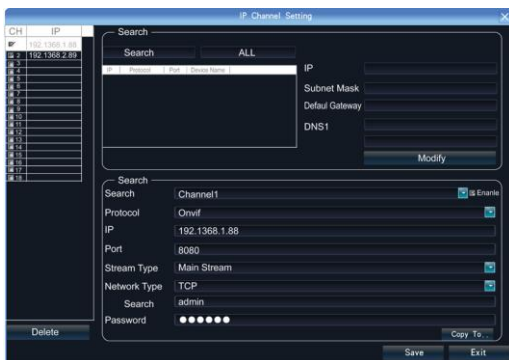 IP Channel Setting
CH IP
192.1368.1.88
2 192.1368.2.89
3
4
5
6
7
8
9
10
11
12
13
14
15
16
17
18
Delete
Search
Search ALL
IP Protocol Port Device Name
IP
Subnet Mask
Defaul Gateway
DNS1
Modify
Search
Search Channel1 Enanle
Protocol Onvif
IP 192.1368.1.88
Port 8080
Stream Type Main Stream
Network Type TCP
Search admin
Password ●●●●●●
Copy To..
Save Exit